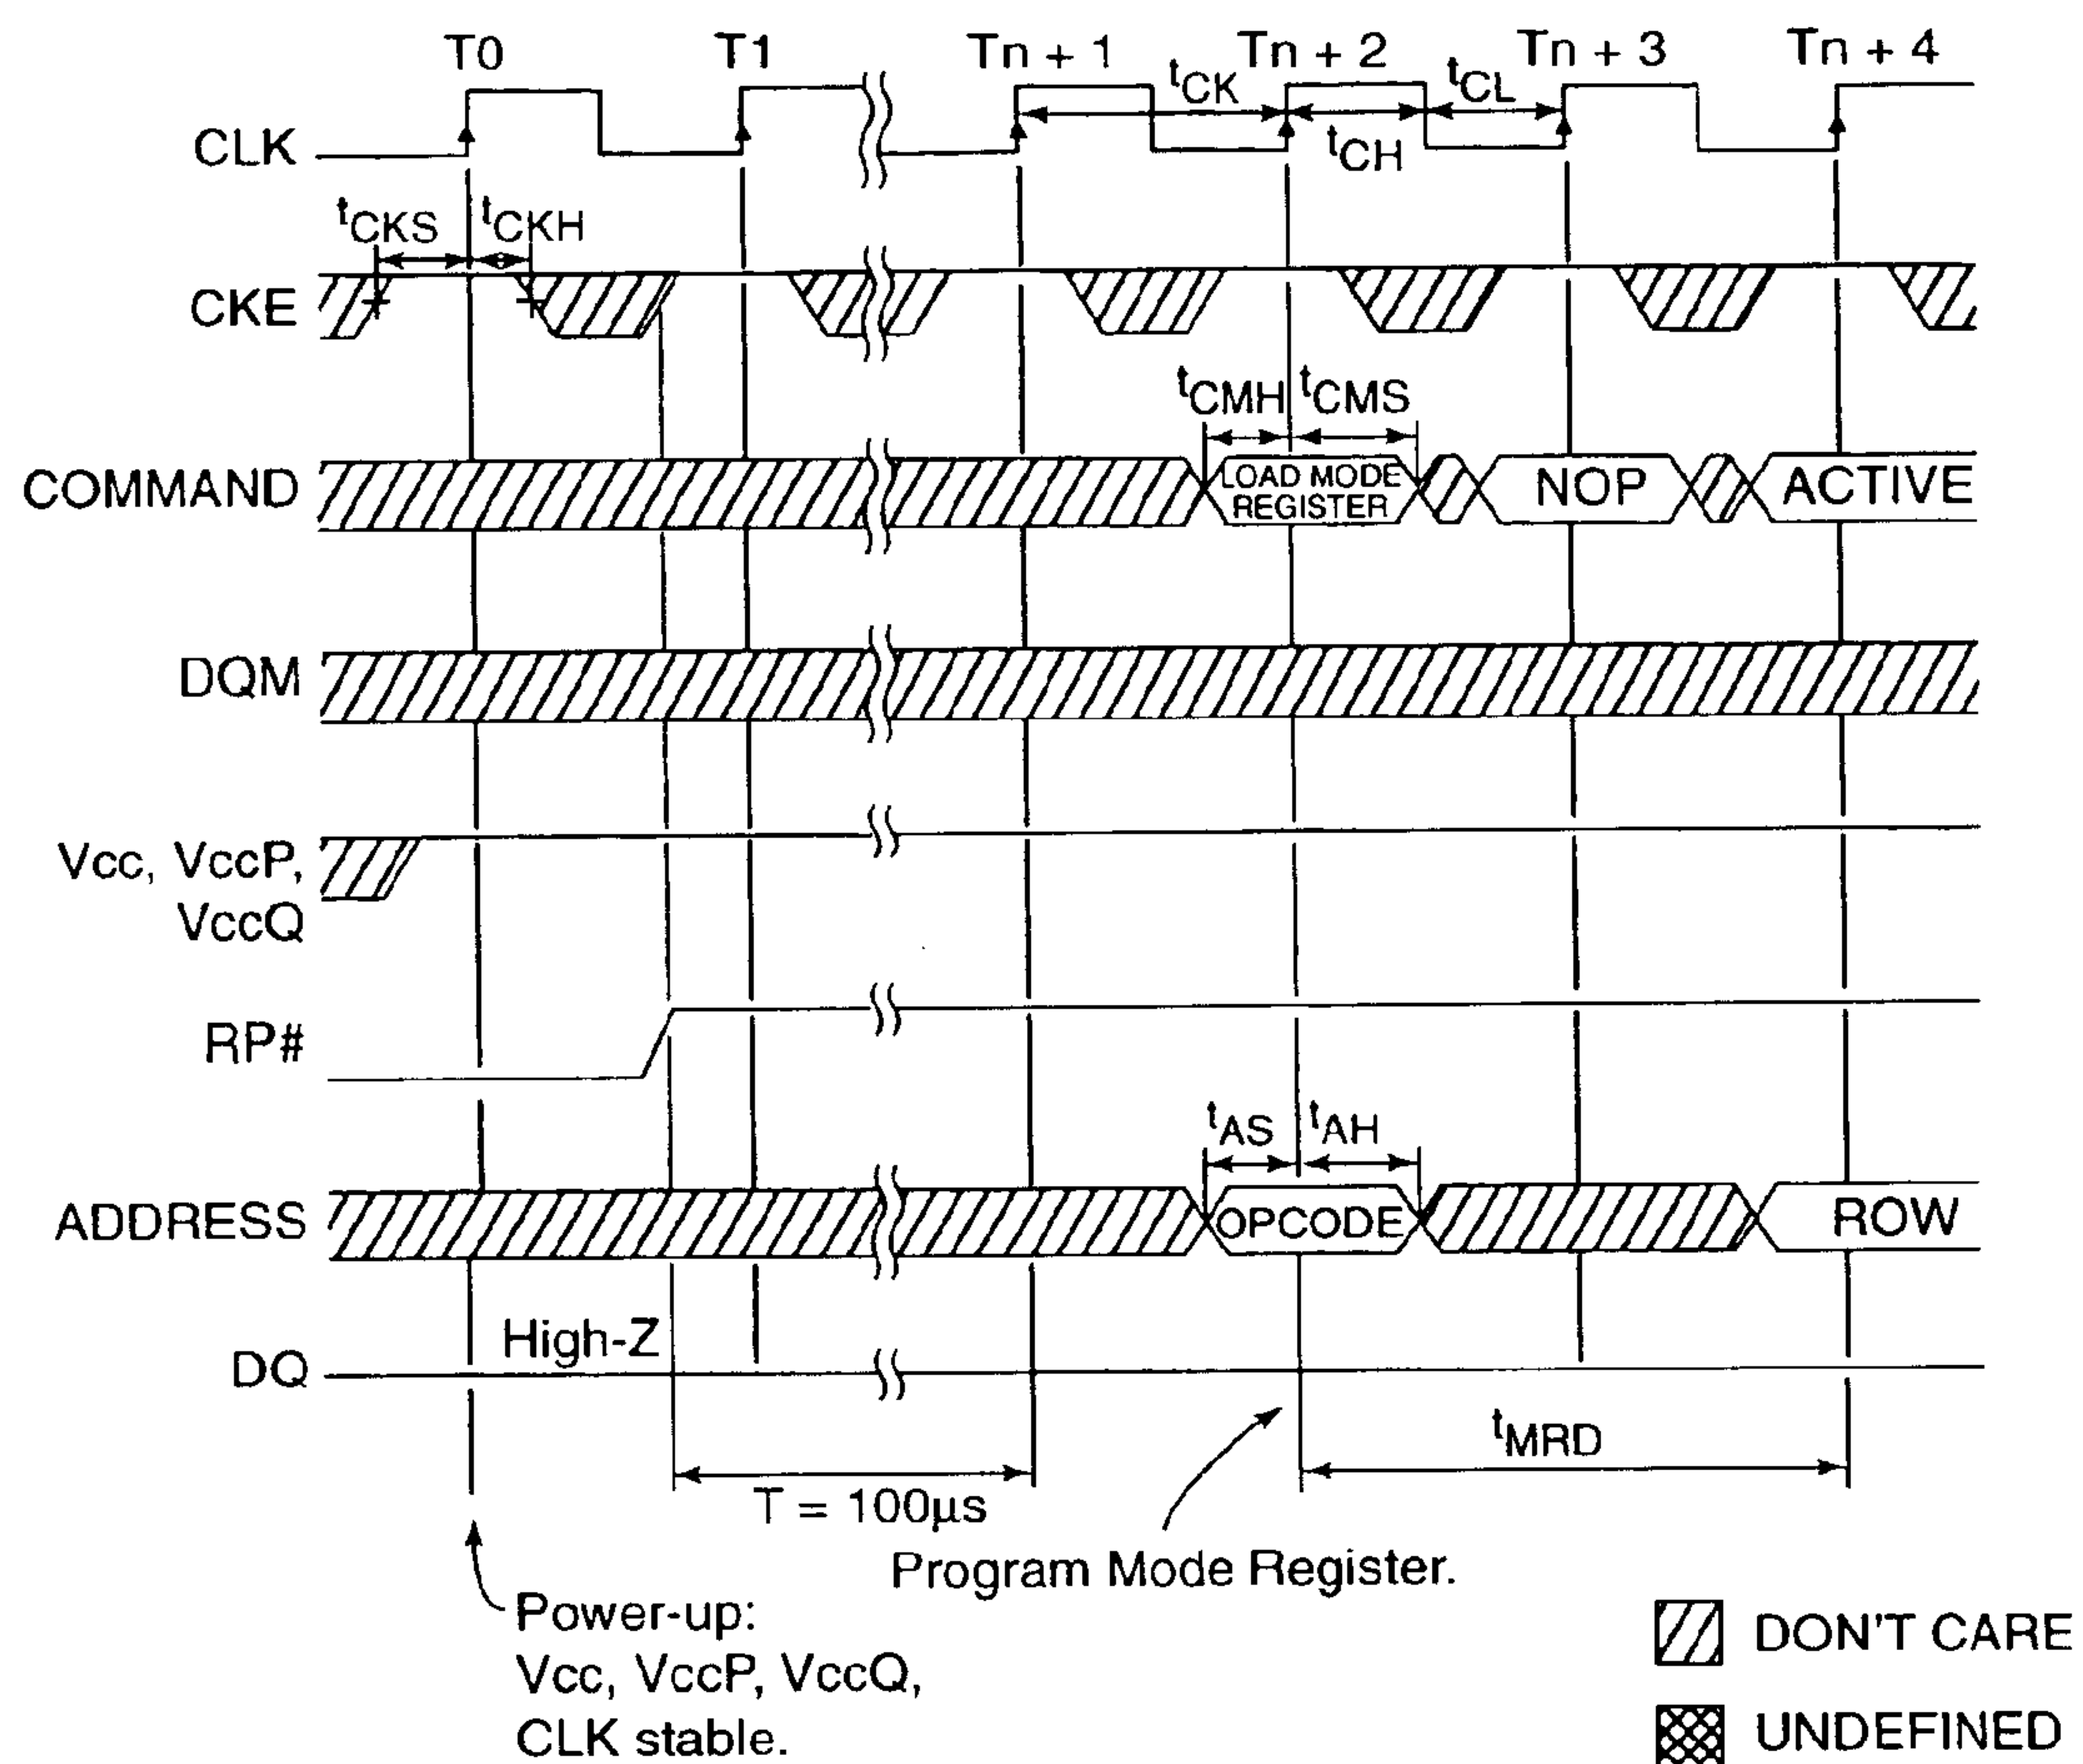 T0 T1 Tn + 1 Tn + 2 Tn + 3 Tn + 4
tCK tCL
CLK
tCH
tCKS tCKH
CKE
tCMH tCMS
COMMAND LOAD MODE REGISTER NOP ACTIVE
DQM
Vcc, VccP,
VccQ
RP#
tAS tAH
ADDRESS OPCODE ROW
High-Z
DQ
tMRD
T = 100µs
Program Mode Register.
Power-up:
Vcc, VccP, VccQ,
CLK stable.
DON'T CARE
UNDEFINED